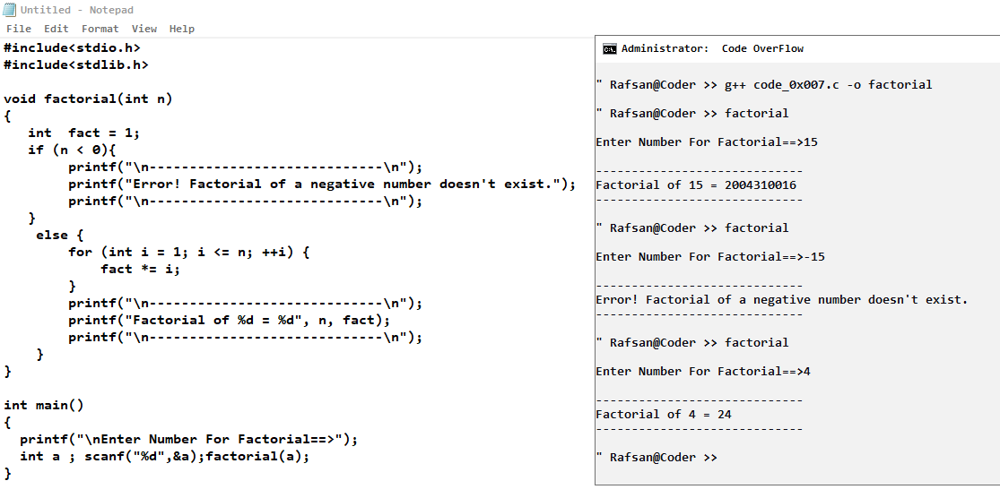 Untitled - Notepad
File Edit Format View Help
#include<stdio.h>
#include<stdlib.h>
void factorial(int n)
{
int  fact = 1;
if (n < 0){
printf("\n-----------------------------\n");
printf("Error! Factorial of a negative number doesn't exist.");
printf("\n-----------------------------\n");
}
else {
for (int i = 1; i <= n; ++i) {
fact *= i;
}
printf("\n-----------------------------\n");
printf("Factorial of %d = %d", n, fact);
printf("\n-----------------------------\n");
}
}
int main()
{
printf("\nEnter Number For Factorial==>");
int a ; scanf("%d",&a);factorial(a);
}
Administrator:  Code OverFlow
" Rafsan@Coder >> g++ code_0x007.c -o factorial
" Rafsan@Coder >> factorial
Enter Number For Factorial==>15
-----------------------------
Factorial of 15 = 2004310016
-----------------------------
" Rafsan@Coder >> factorial
Enter Number For Factorial==>-15
-----------------------------
Error! Factorial of a negative number doesn't exist.
-----------------------------
" Rafsan@Coder >> factorial
Enter Number For Factorial==>4
-----------------------------
Factorial of 4 = 24
-----------------------------
" Rafsan@Coder >>